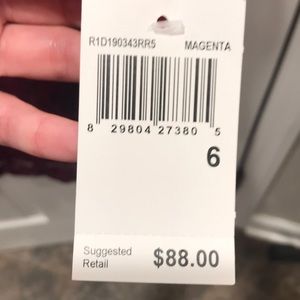 R1D190343RR5 MAGENTA
8 29804 27380 5
6
Suggested
Retail $88.00